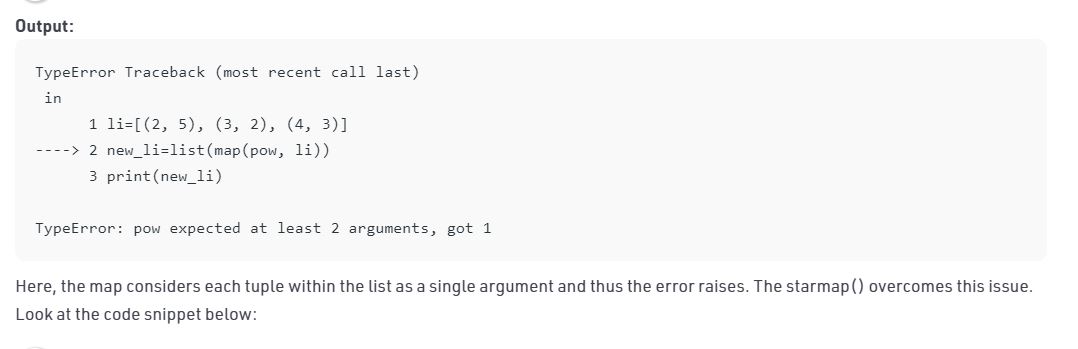 Output:
TypeError Traceback (most recent call last)
in
1 li=[(2, 5), (3, 2), (4, 3)]
----> 2 new_li=list(map(pow, li))
3 print(new_li)
TypeError: pow expected at least 2 arguments, got 1
Here, the map considers each tuple within the list as a single argument and thus the error raises. The starmap() overcomes this issue.
Look at the code snippet below: